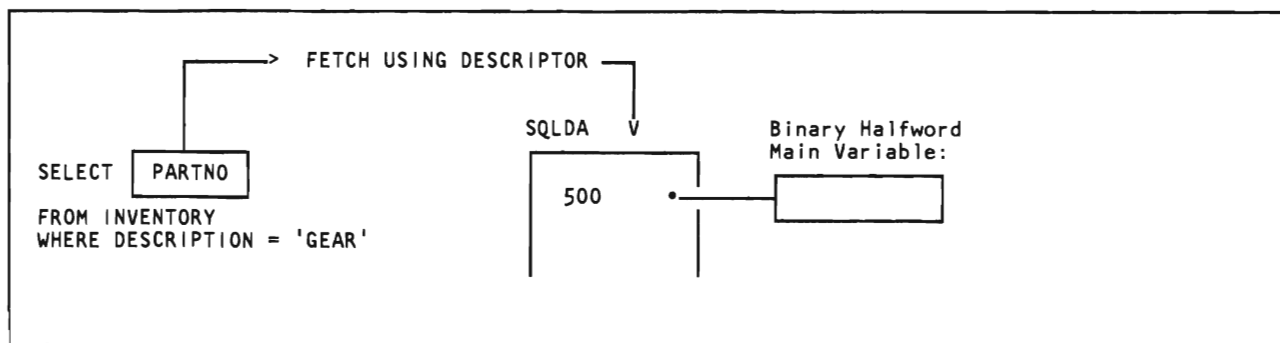 > FETCH USING DESCRIPTOR
SQLDA V
Binary Halfword
Main Variable:
SELECT PARTNO
500
FROM INVENTORY
WHERE DESCRIPTION = 'GEAR'